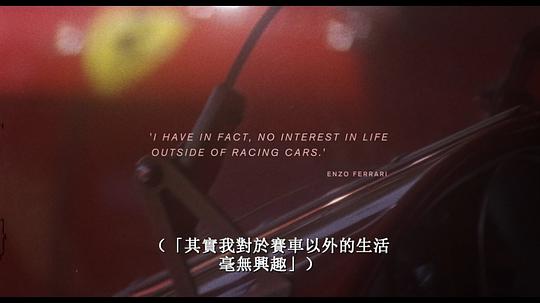 'I HAVE IN FACT, NO INTEREST IN LIFE
OUTSIDE OF RACING CARS.'
ENZO FERRARI
（「其實我對於賽車以外的生活
毫無興趣」）